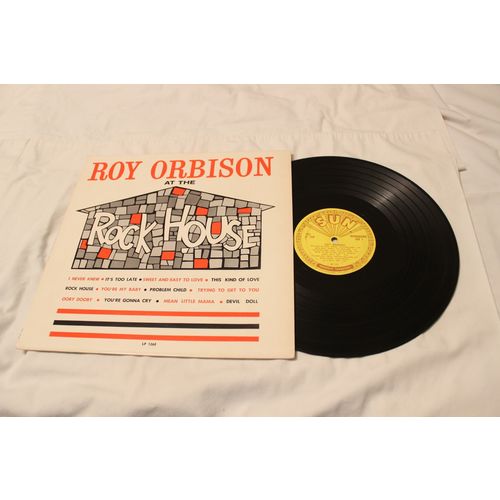 ROY ORBISON
AT THE
ROCK HOUSE
I NEVER KNEW • IT'S TOO LATE • SWEET AND EASY TO LOVE • THIS KIND OF LOVE
ROCK HOUSE • YOU'RE MY BABY • PROBLEM CHILD • TRYING TO GET TO YOU
OOBY DOOBY • YOU'RE GONNA CRY • MEAN LITTLE MAMA • DEVIL DOLL
LP 1260
SUN